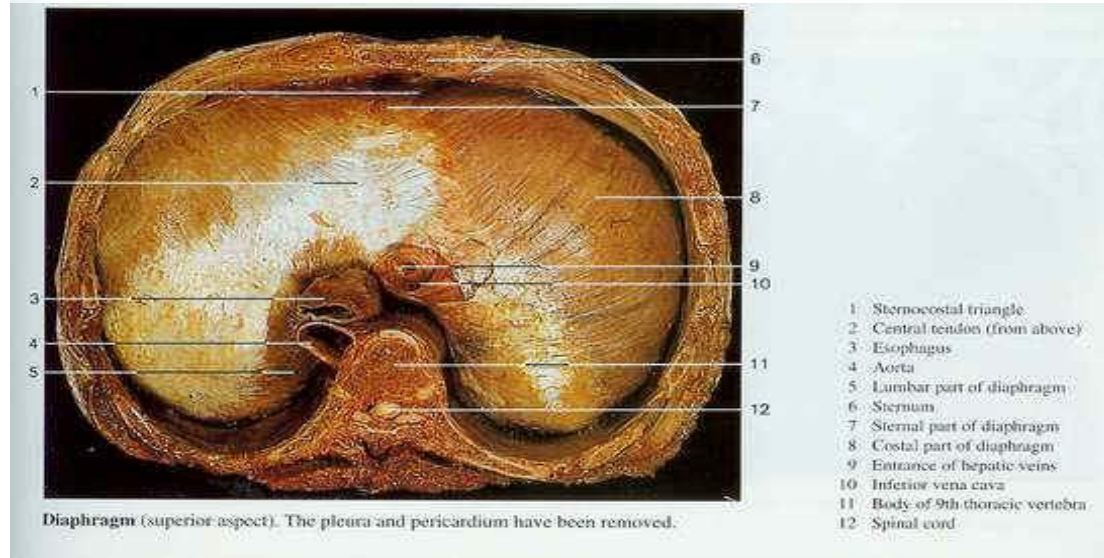 1
2
3
4
5
6
7
8
9
10
11
12
1 Sternocostal triangle
2 Central tendon (from above)
3 Esophagus
4 Aorta
5 Lumbar part of diaphragm
6 Sternum
7 Sternal part of diaphragm
8 Costal part of diaphragm
9 Entrance of hepatic veins
10 Inferior vena cava
11 Body of 9th thoracic vertebra
12 Spinal cord
Diaphragm (superior aspect). The pleura and pericardium have been removed.